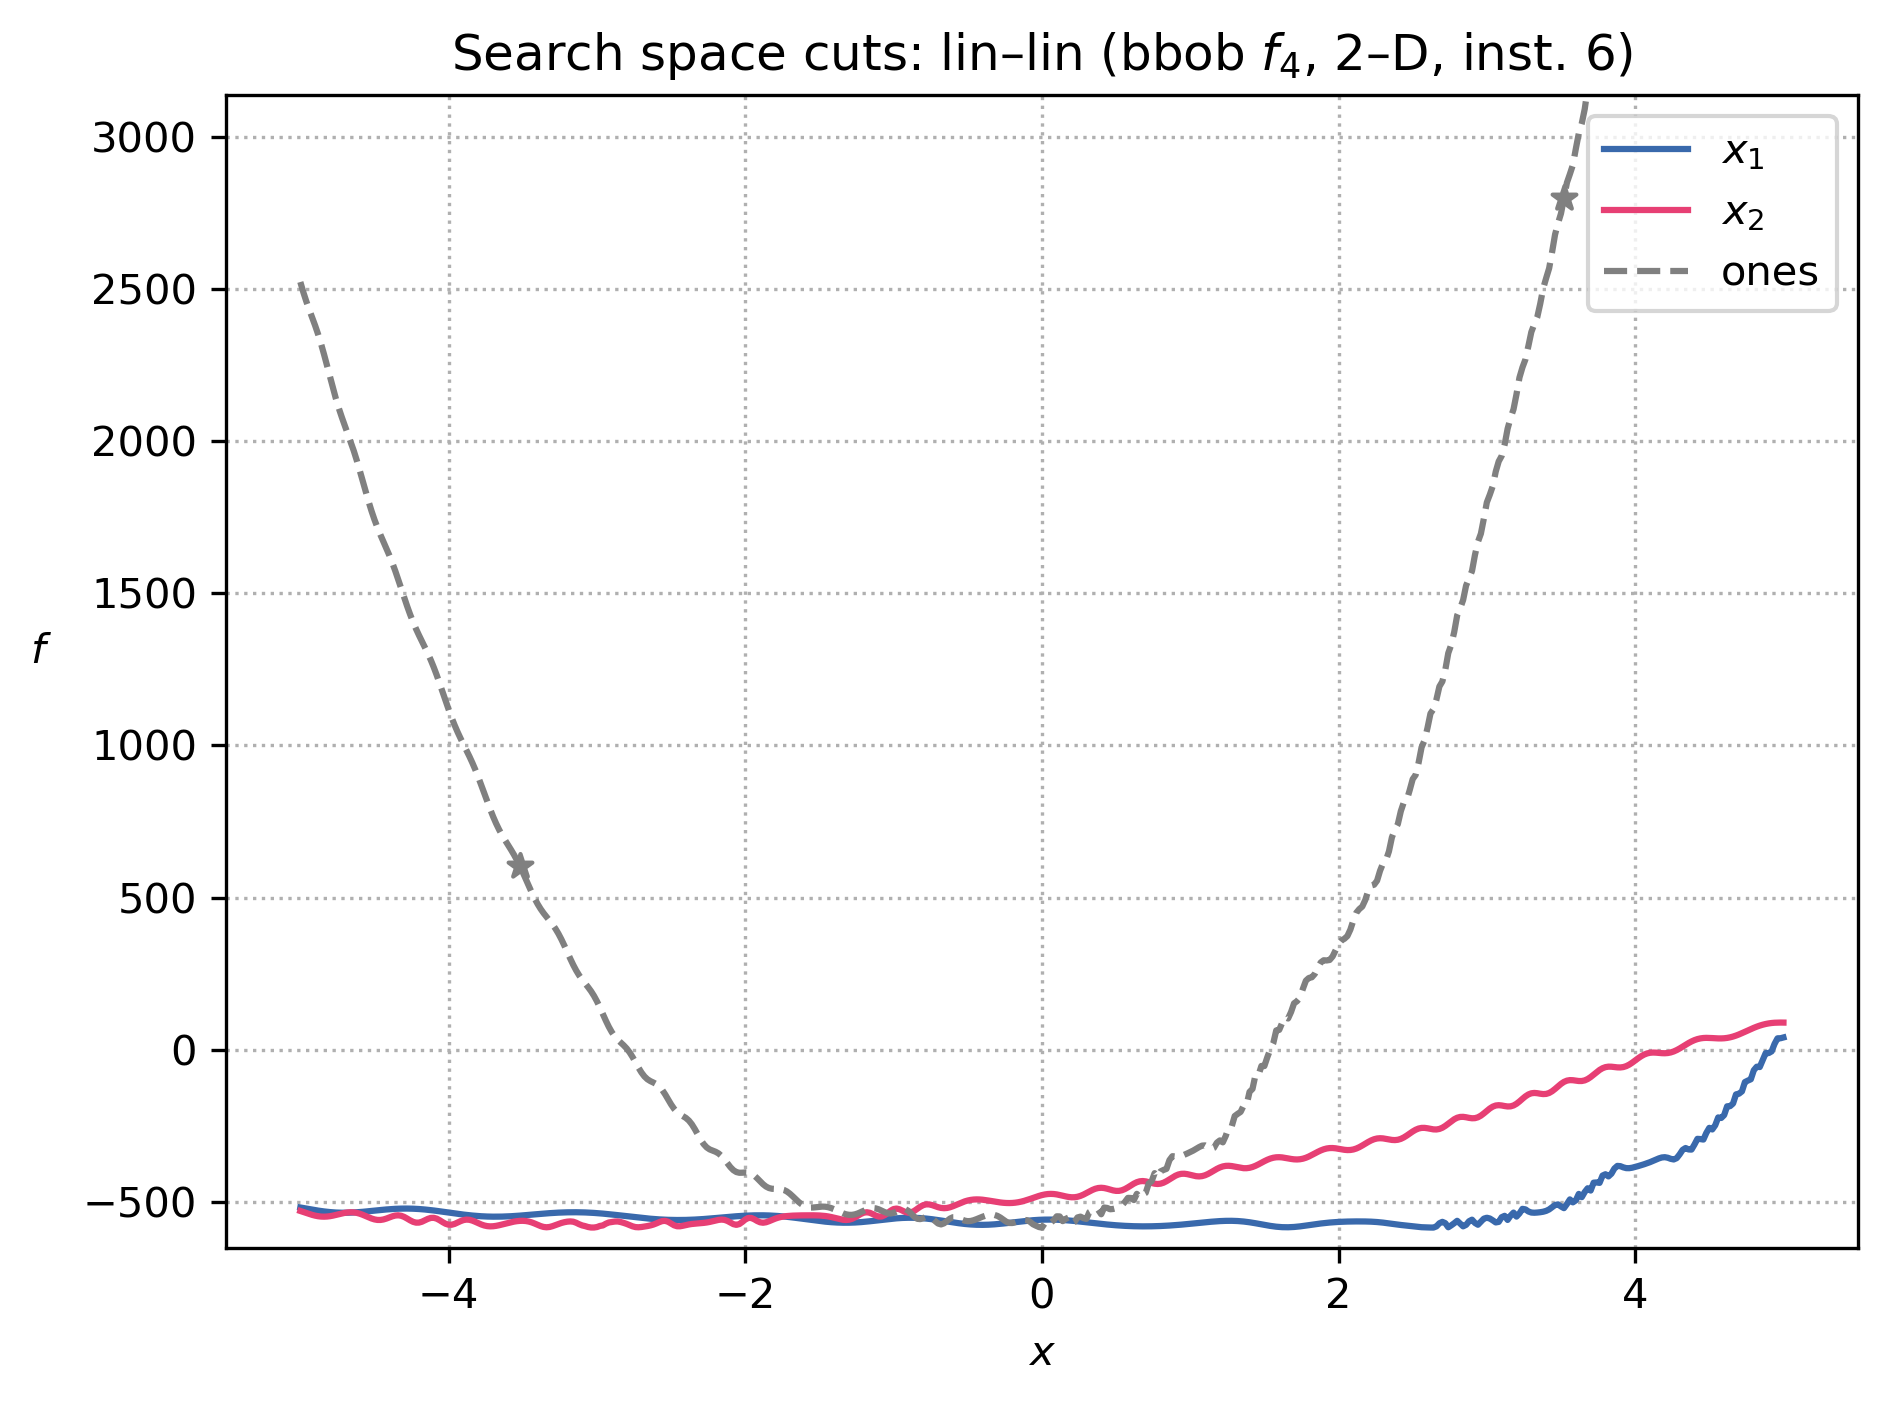 Search space cuts: lin–lin (bbob f₄, 2–D, inst. 6)
3000
2500
2000
1500
1000
500
0
−500
f
−4
−2
0
2
4
x
x₁
x₂
ones